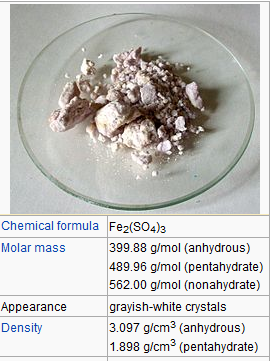 Chemical formula Fe₂(SO₄)₃
Molar mass 399.88 g/mol (anhydrous)
489.96 g/mol (pentahydrate)
562.00 g/mol (nonahydrate)
Appearance grayish-white crystals
Density 3.097 g/cm³ (anhydrous)
1.898 g/cm³ (pentahydrate)